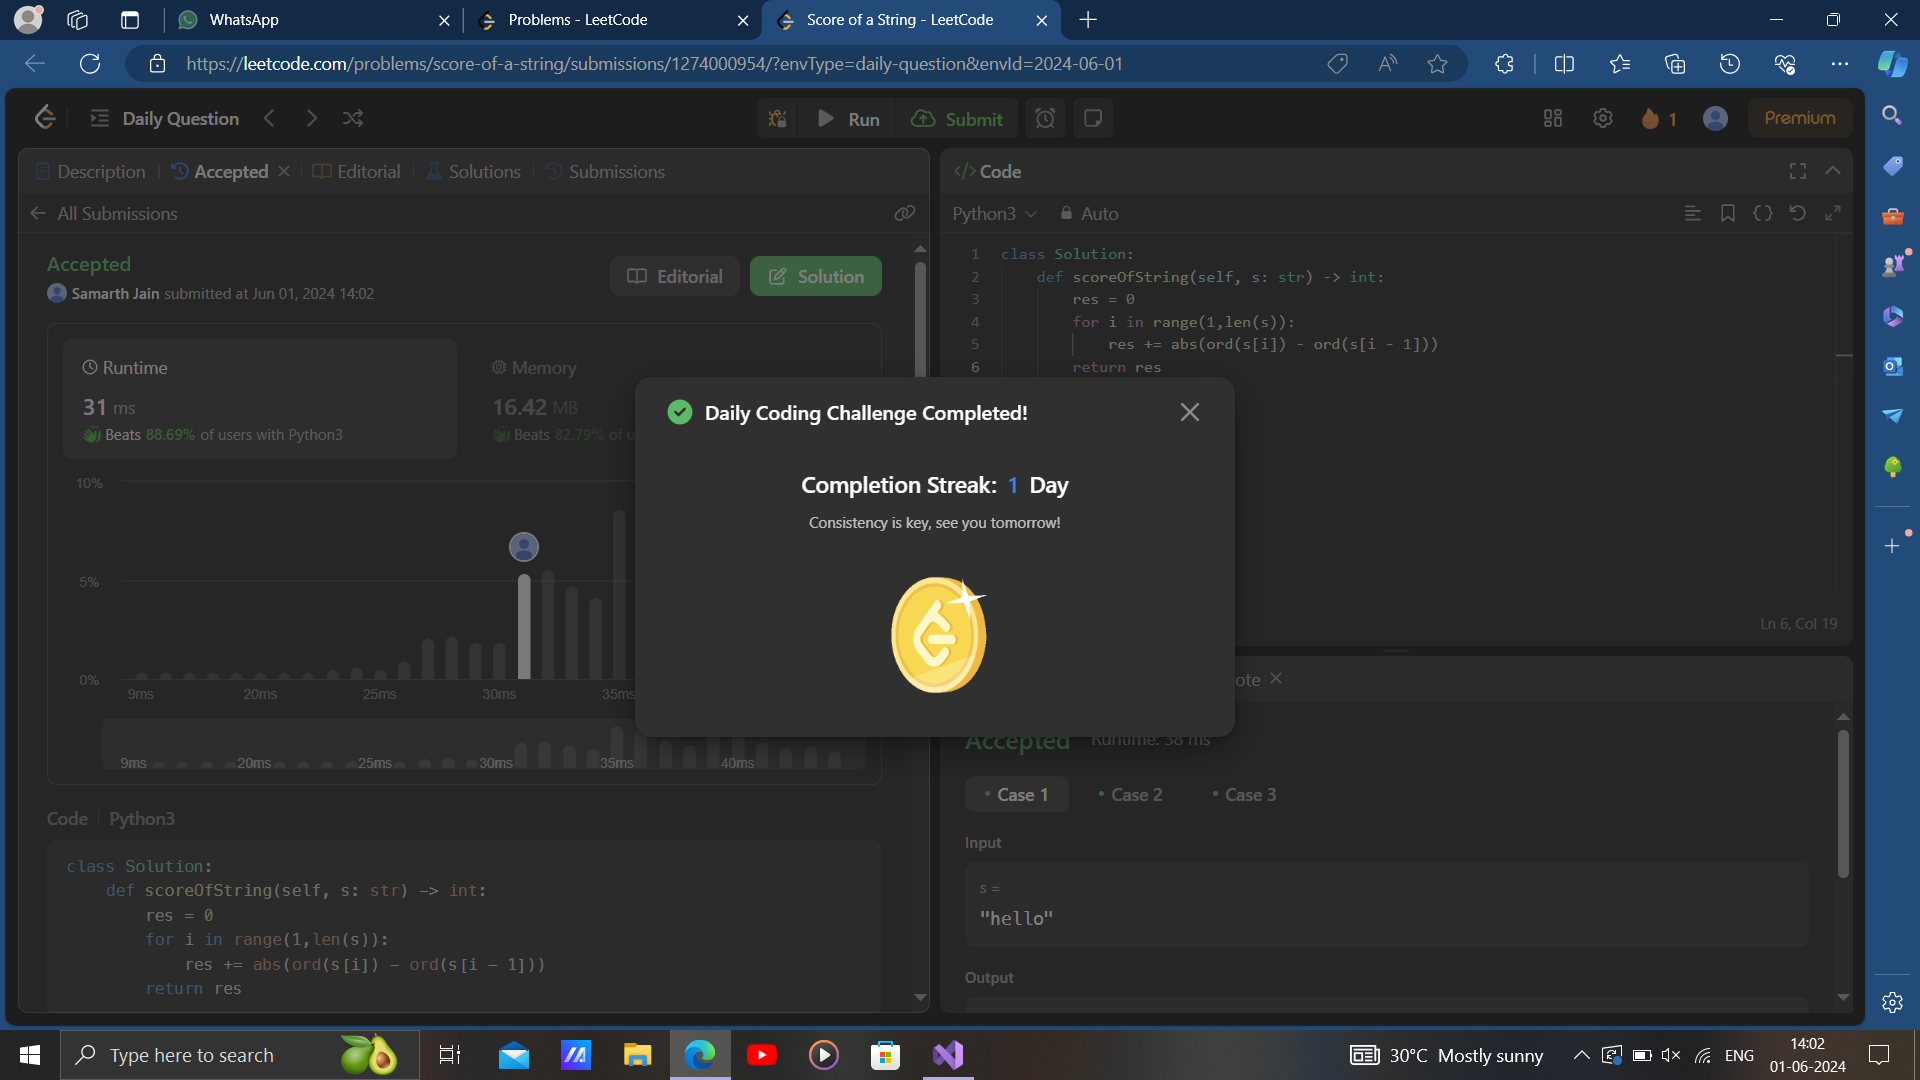 WhatsApp
Problems - LeetCode
Score of a String - LeetCode
https://leetcode.com/problems/score-of-a-string/submissions/1274000954/?envType=daily-question&envId=2024-06-01
Daily Question
Run
Submit
1
Premium
Description
Accepted
Editorial
Solutions
Submissions
All Submissions
Accepted
Samarth Jain submitted at Jun 01, 2024 14:02
Editorial
Solution
Runtime
31 ms
Beats 88.69% of users with Python3
Memory
16.42 MB
Beats 82.79% of u
10%
5%
0%
9ms 20ms 25ms 30ms 35ms
9ms 20ms 25ms 30ms 35ms 40ms
Code | Python3
class Solution:
def scoreOfString(self, s: str) -> int:
res = 0
for i in range(1,len(s)):
res += abs(ord(s[i]) - ord(s[i - 1]))
return res
Daily Coding Challenge Completed!
Completion Streak: 1 Day
Consistency is key, see you tomorrow!
</> Code
Python3
Auto
1 class Solution:
2 def scoreOfString(self, s: str) -> int:
3 res = 0
4 for i in range(1,len(s)):
5 res += abs(ord(s[i]) - ord(s[i - 1]))
6 return res
Ln 6, Col 19
ote
Accepted Runtime: 38 ms
Case 1
Case 2
Case 3
Input
s =
"hello"
Output
Type here to search
30°C Mostly sunny
ENG
14:02
01-06-2024